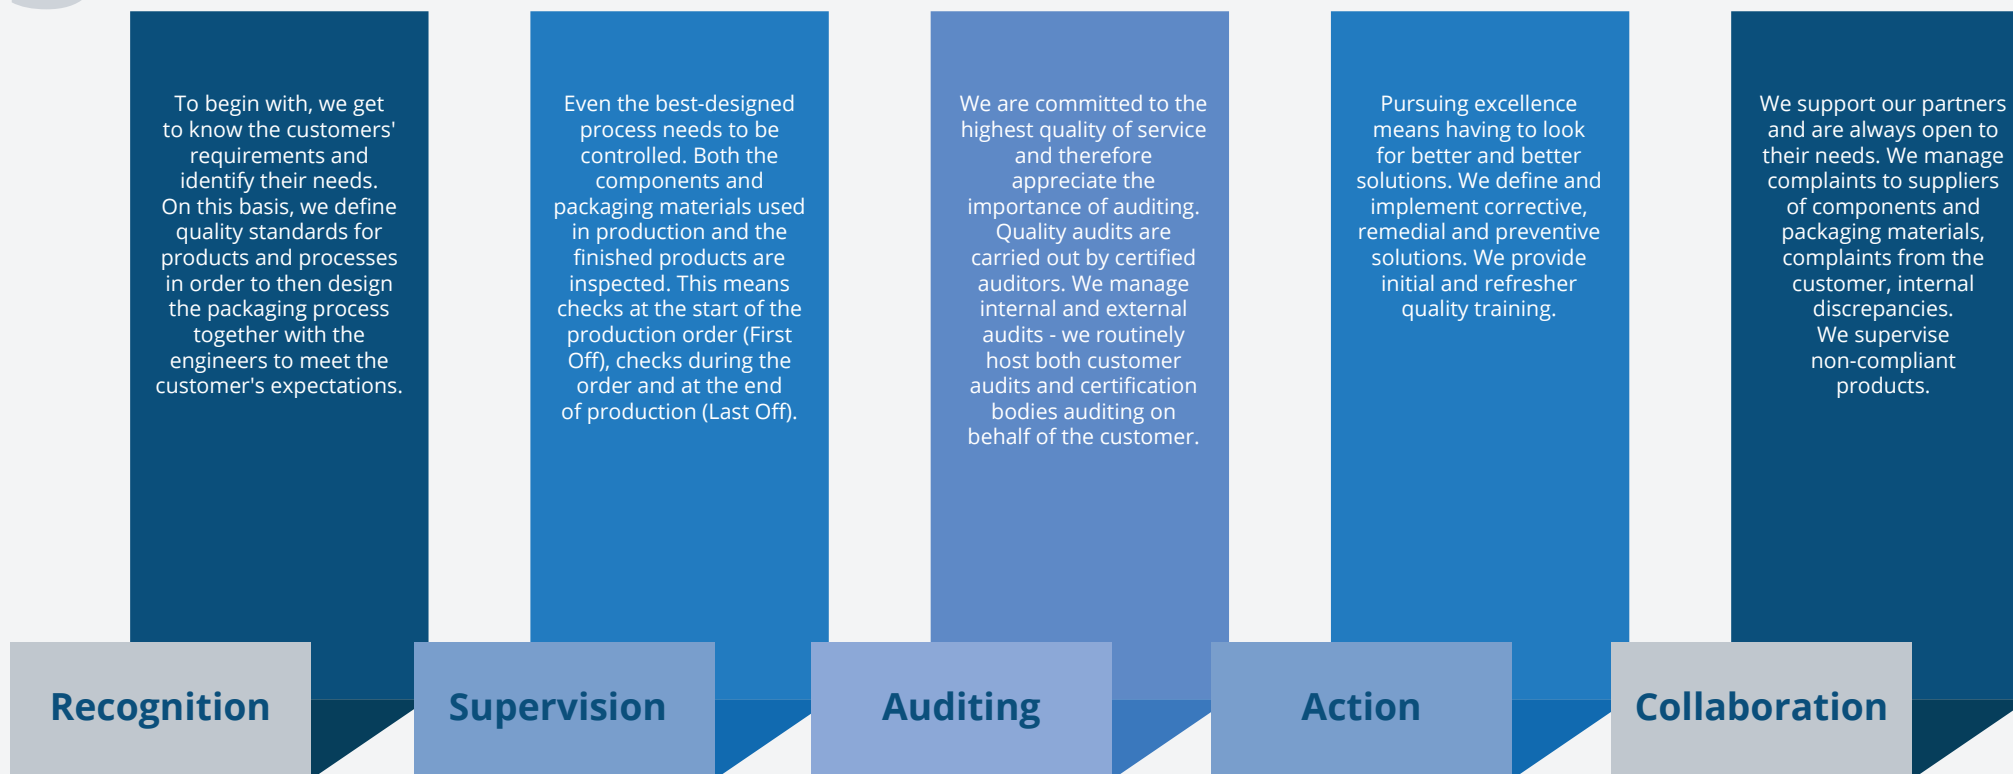 To begin with, we get
to know the customers'
requirements and
identify their needs.
On this basis, we define
quality standards for
products and processes
in order to then design
the packaging process
together with the
engineers to meet the
customer's expectations.
Recognition
Even the best-designed
process needs to be
controlled. Both the
components and
packaging materials used
in production and the
finished products are
inspected. This means
checks at the start of the
production order (First
Off), checks during the
order and at the end
of production (Last Off).
Supervision
We are committed to the
highest quality of service
and therefore
appreciate the
importance of auditing.
Quality audits are
carried out by certified
auditors. We manage
internal and external
audits - we routinely
host both customer
audits and certification
bodies auditing on
behalf of the customer.
Auditing
Pursuing excellence
means having to look
for better and better
solutions. We define and
implement corrective,
remedial and preventive
solutions. We provide
initial and refresher
quality training.
Action
We support our partners
and are always open to
their needs. We manage
complaints to suppliers
of components and
packaging materials,
complaints from the
customer, internal
discrepancies.
We supervise
non-compliant
products.
Collaboration